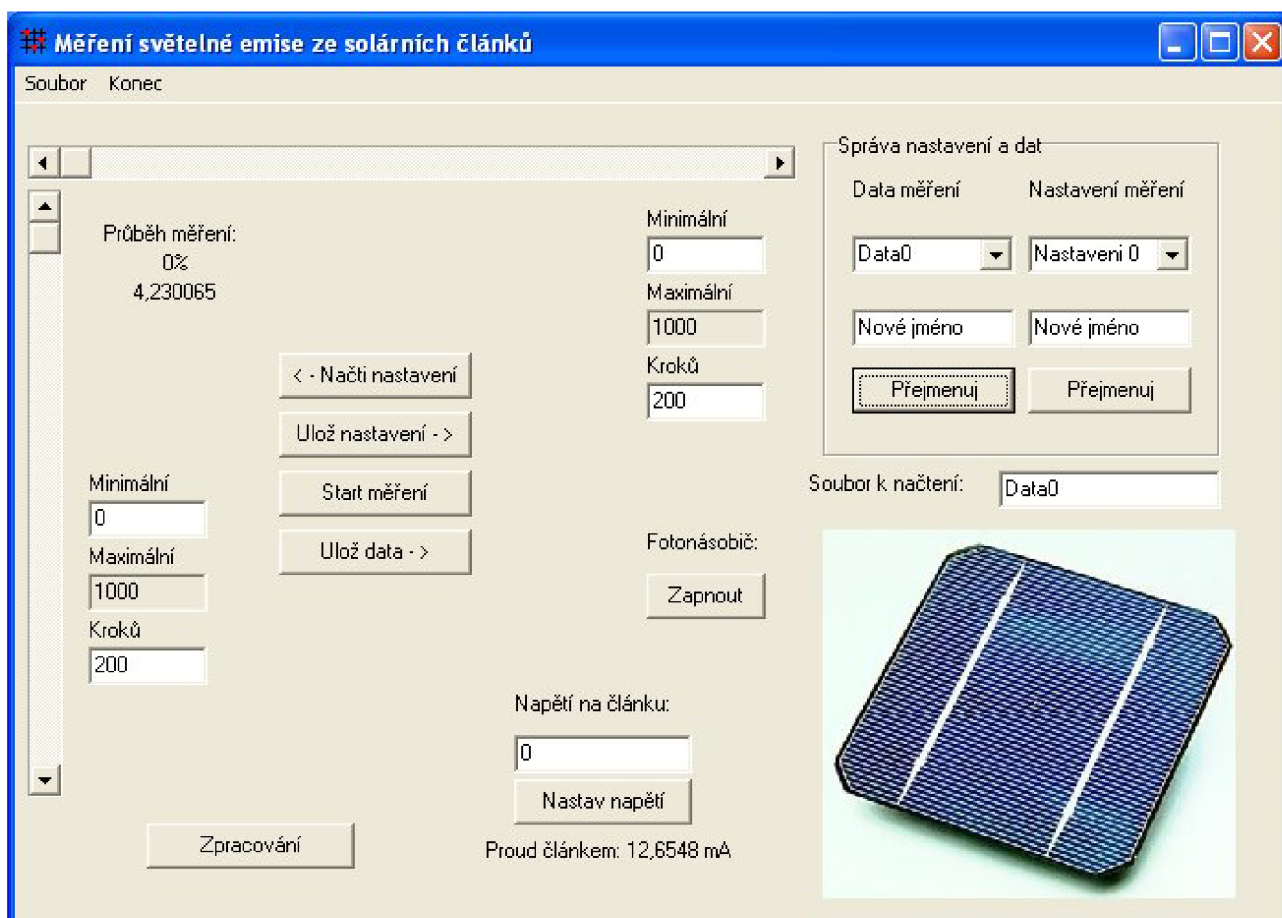 Měření světelné emise ze solárních článků
Soubor Konec
Průběh měření:
0%
4,230065
< - Načti nastavení
Ulož nastavení - >
Start měření
Ulož data - >
Minimální
0
Maximální
1000
Kroků
200
Minimální
0
Maximální
1000
Kroků
200
Fotonásobič:
Zapnout
Napětí na článku:
0
Nastav napětí
Proud článkem: 12,6548 mA
Zpracování
Správa nastavení a dat
Data měření Nastavení měření
Data0 Nastaveni 0
Nové jméno Nové jméno
Přejmenuj Přejmenuj
Soubor k načtení: Data0